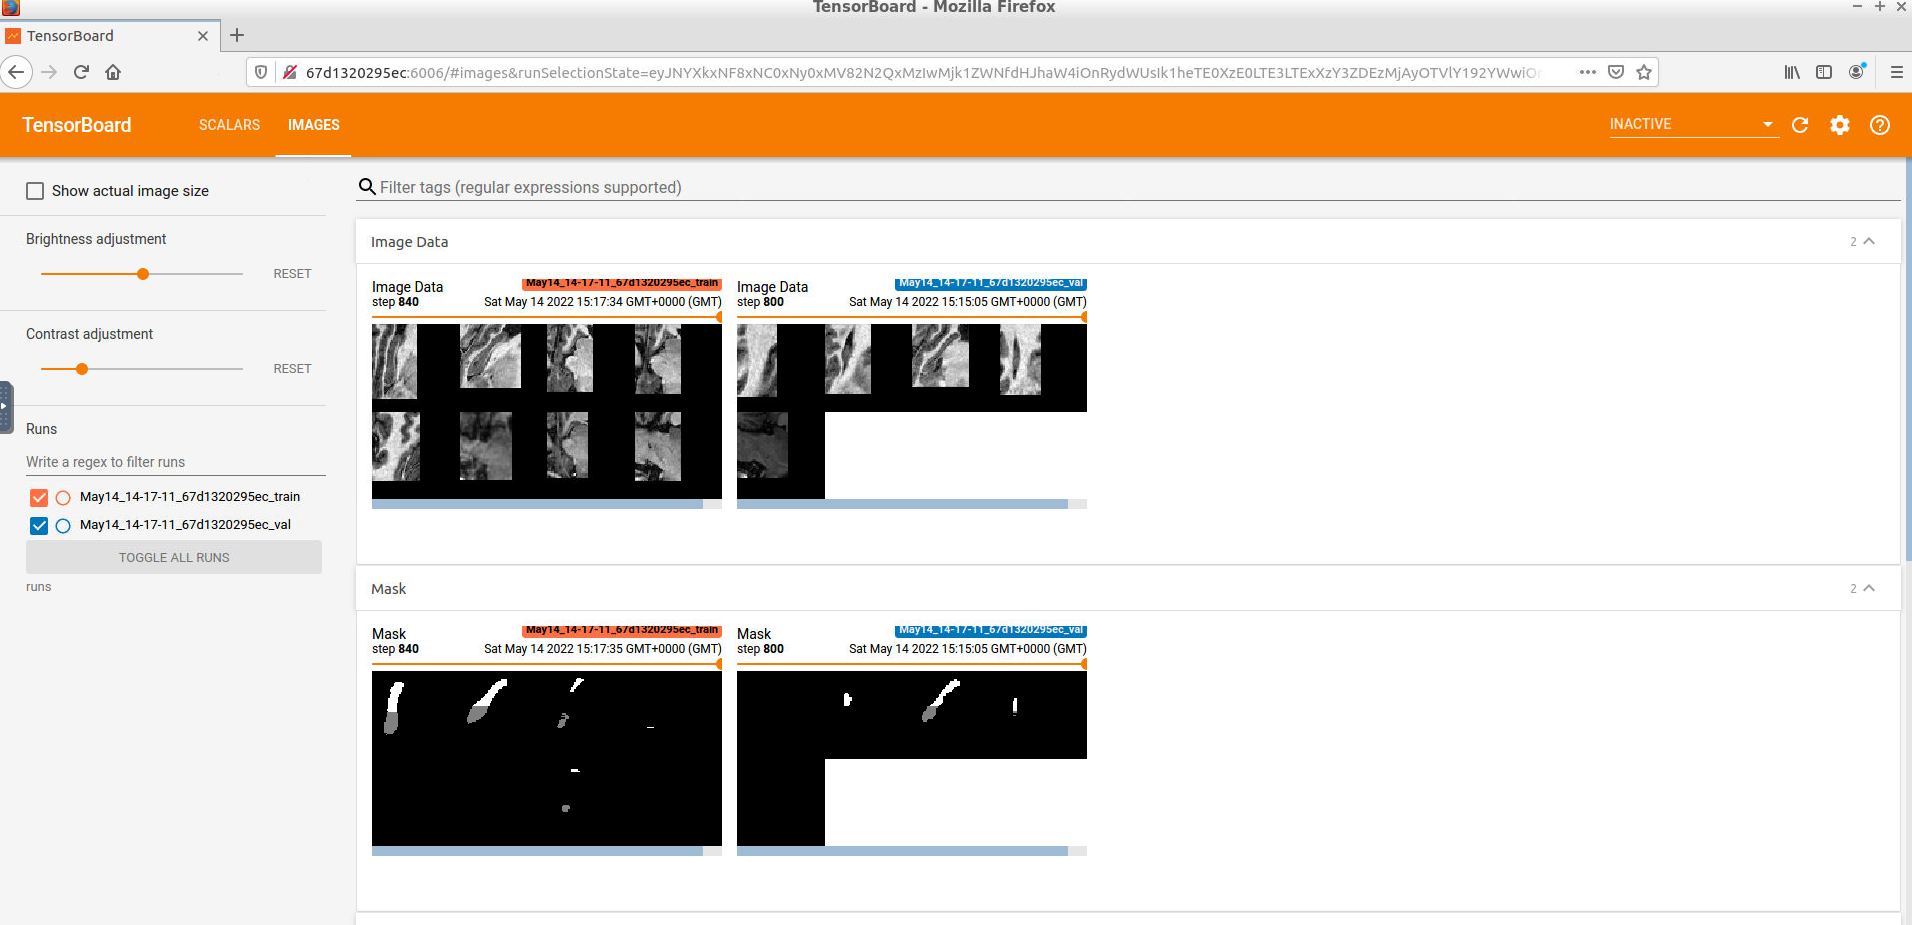 TensorBoard - Mozilla Firefox
TensorBoard
67d1320295ec:6006/#images&runSelectionState=eyJNYXkxNF8xNC0xNy0xMV82N2QxMzIwMjk1ZWNfdHJhaW4iOnRydWUsIk1heTE0XzE0LTE3LTExXzY3ZDEzMjAyOTVlY192YWwiOn
TensorBoard
SCALARS
IMAGES
INACTIVE
Show actual image size
Filter tags (regular expressions supported)
Brightness adjustment
RESET
Contrast adjustment
RESET
Runs
Write a regex to filter runs
May14_14-17-11_67d1320295ec_train
May14_14-17-11_67d1320295ec_val
TOGGLE ALL RUNS
runs
Image Data
2
Image Data
May14_14-17-11_67d1320295ec_train
step 840
Sat May 14 2022 15:17:34 GMT+0000 (GMT)
Image Data
May14_14-17-11_67d1320295ec_val
step 800
Sat May 14 2022 15:15:05 GMT+0000 (GMT)
Mask
2
Mask
May14_14-17-11_67d1320295ec_train
step 840
Sat May 14 2022 15:17:35 GMT+0000 (GMT)
Mask
May14_14-17-11_67d1320295ec_val
step 800
Sat May 14 2022 15:15:05 GMT+0000 (GMT)